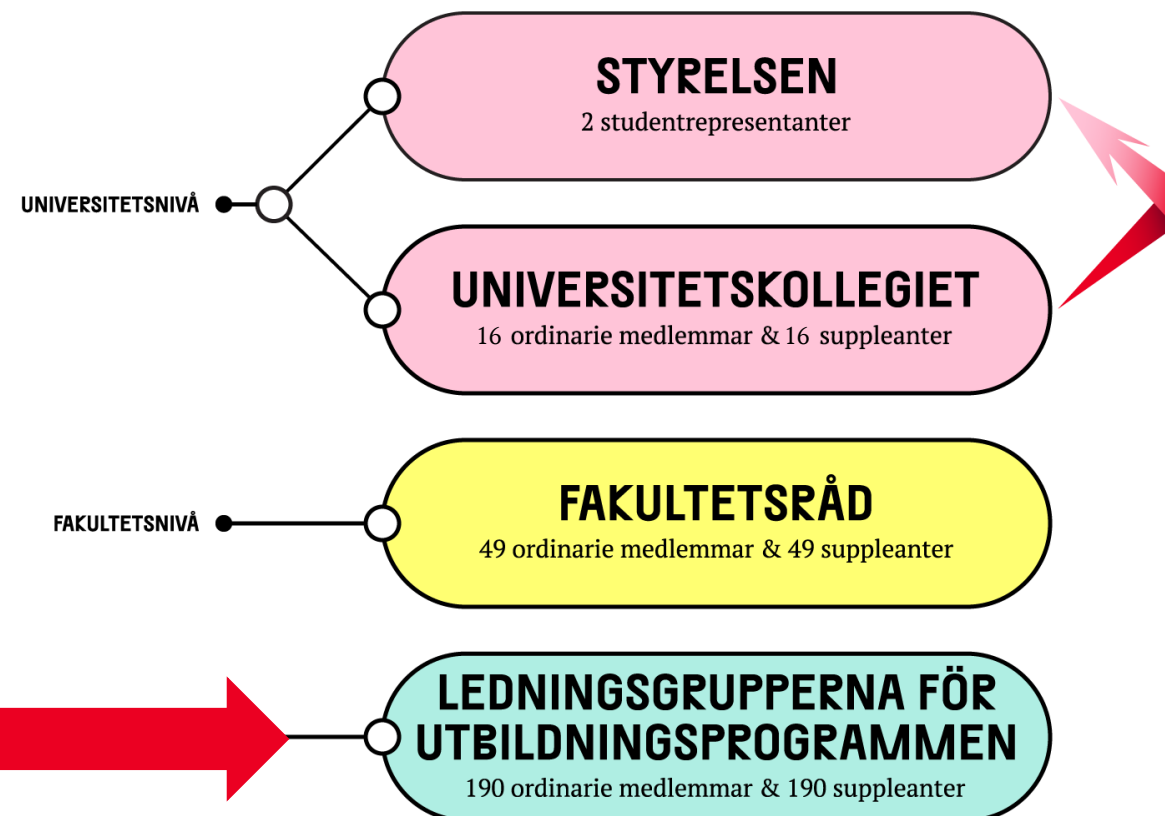 STYRELSEN
2 studentrepresentanter
UNIVERSITETSNIVÅ
UNIVERSITETSKOLLEGIET
16 ordinarie medlemmar & 16 suppleanter
FAKULTETSRÅD
FAKULTETSNIVÅ
49 ordinarie medlemmar & 49 suppleanter
LEDNINGSGRUPPERNA FÖR
UTBILDNINGSPROGRAMMEN
190 ordinarie medlemmar & 190 suppleanter